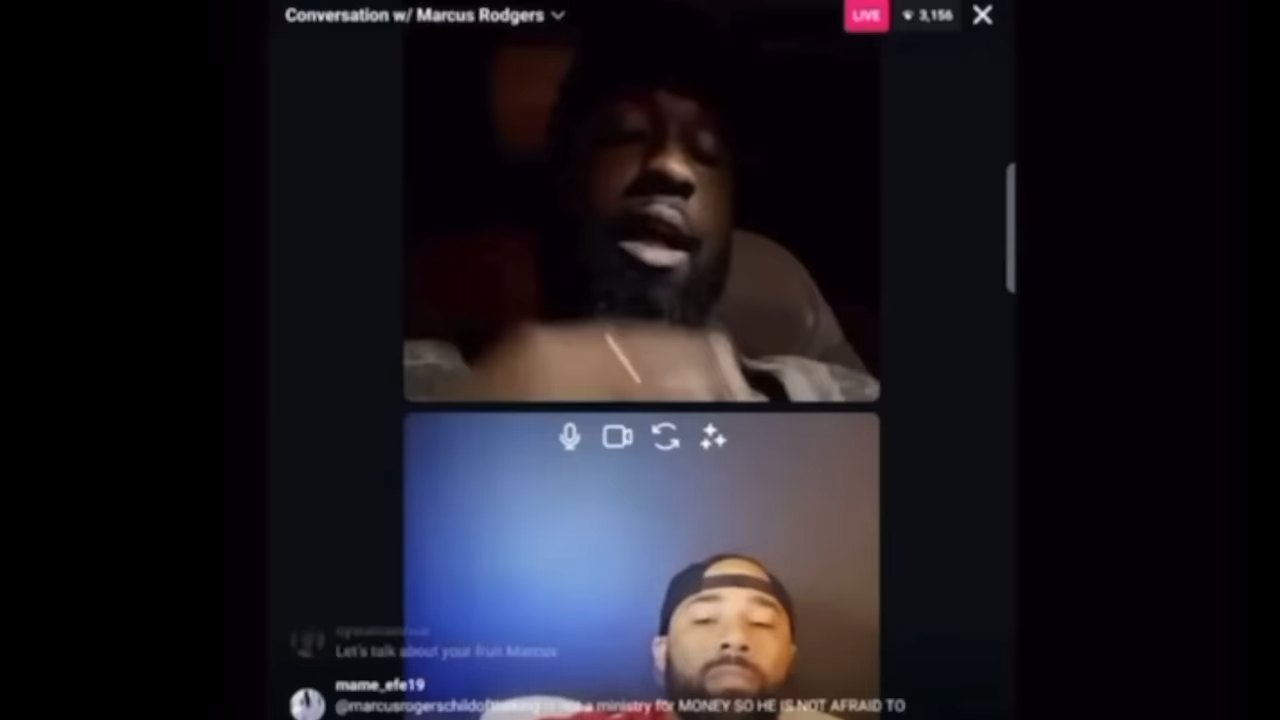 Conversation w/ Marcus Rodgers
LIVE
3,156
Let's talk about your fruit Marcus
mame_efe19
a ministry for MONEY SO HE IS NOT AFRAID TO